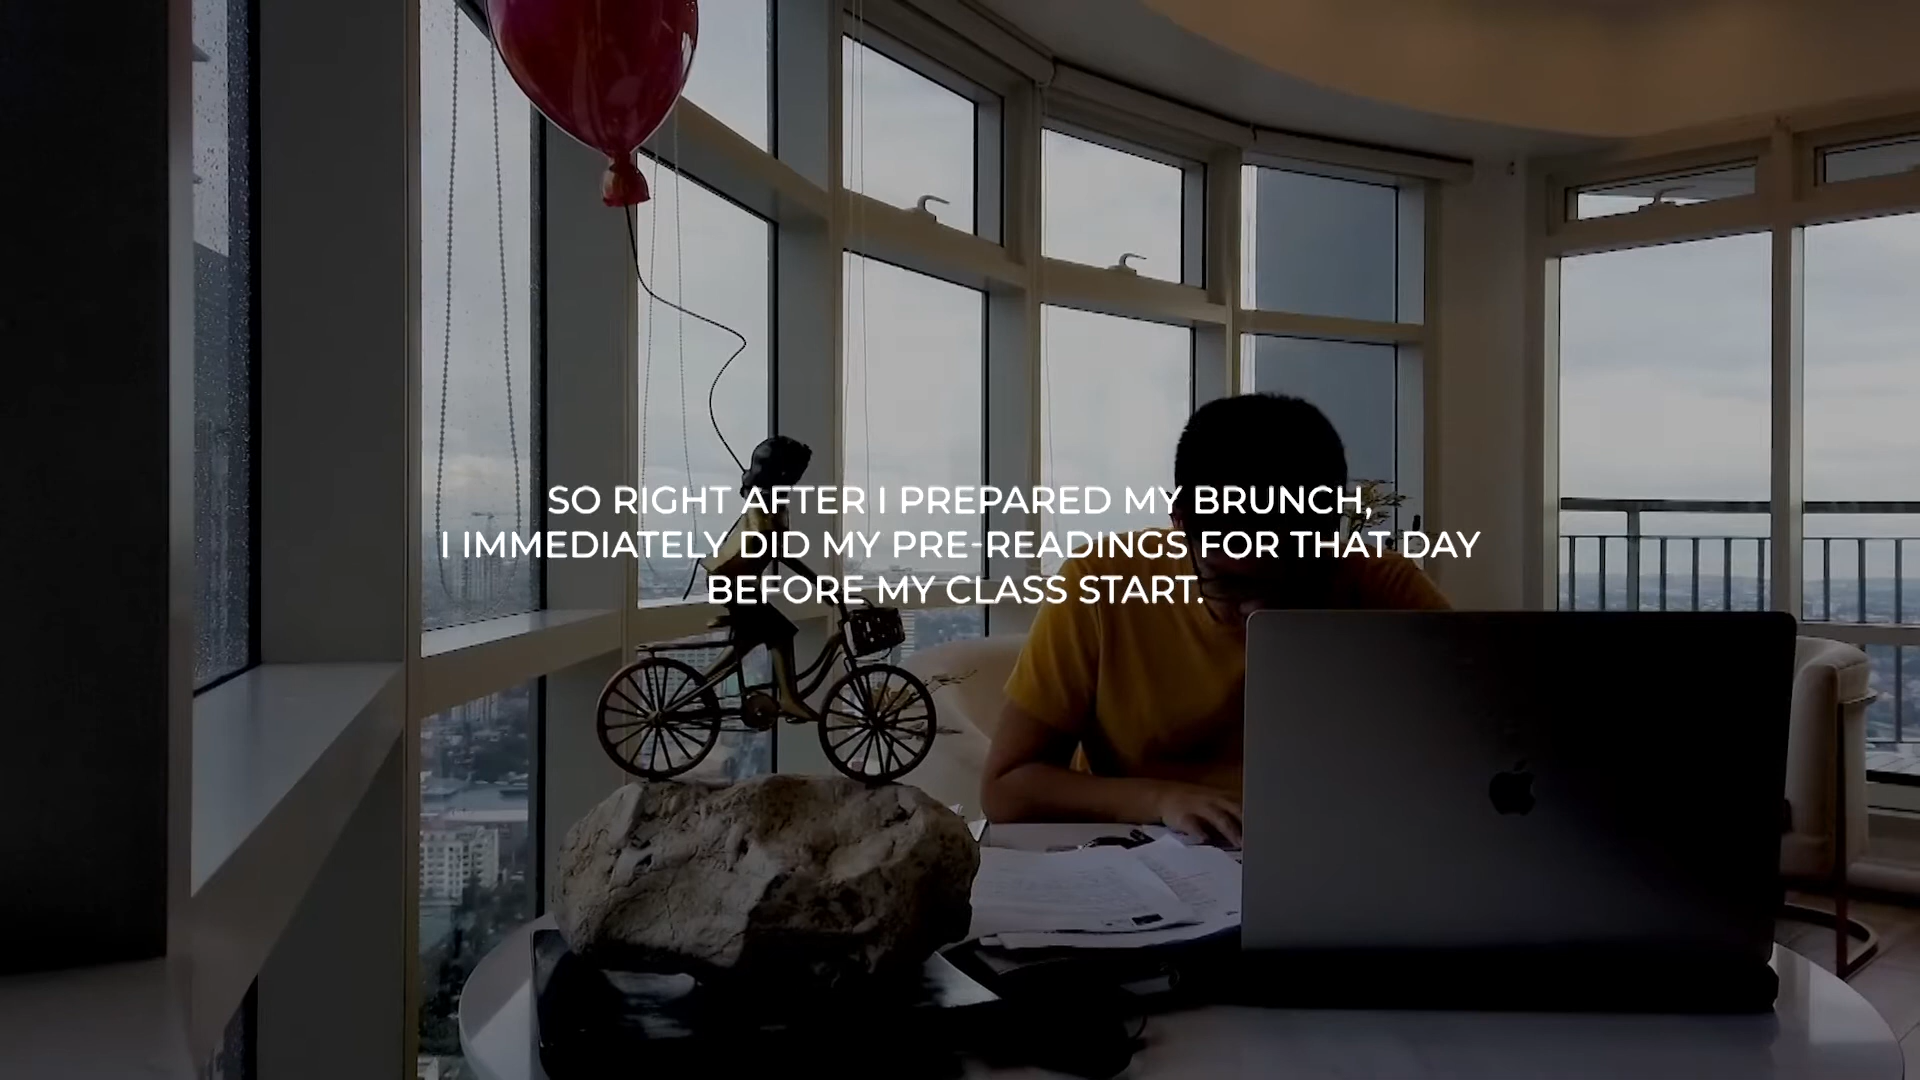 SO RIGHT AFTER I PREPARED MY BRUNCH,
I IMMEDIATELY DID MY PRE-READINGS FOR THAT DAY
BEFORE MY CLASS START.